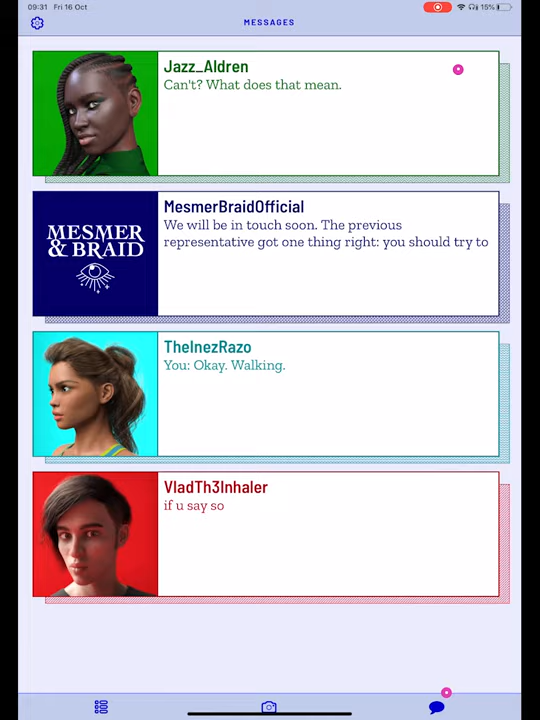 09:31 Fri 16 Oct
15%
MESSAGES
Jazz_Aldren
Can't? What does that mean.
MESMER
& BRAID
MesmerBraidOfficial
We will be in touch soon. The previous
representative got one thing right: you should try to
TheInezRazo
You: Okay. Walking.
VladTh3Inhaler
if u say so